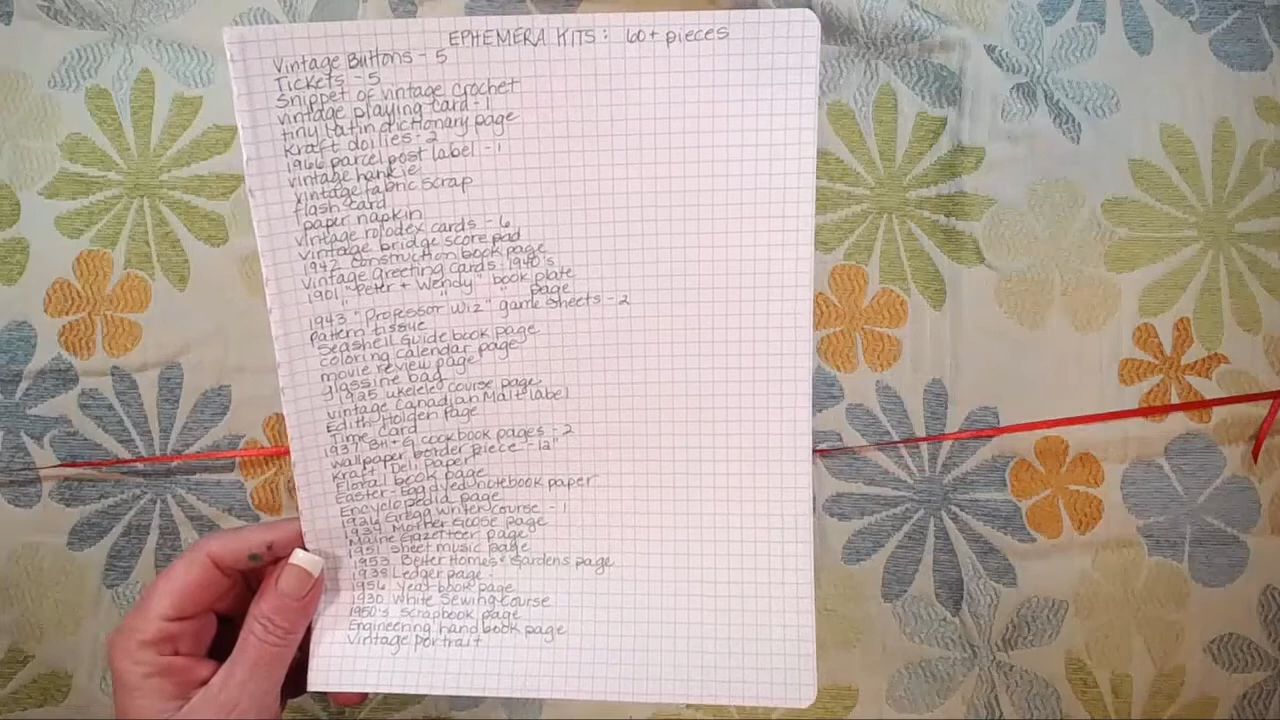 EPHEMERA KITS: 60+ pieces
Vintage Buttons - 5
Tickets - 5
Snippet of vintage crochet
vintage playing card - 1
tiny Latin dictionary page
kraft doilies - 2
1966 parcel post label - 1
vintage hankie
vintage fabric scrap
flash card
paper napkin
vintage rolodex cards - 6
vintage bridge score pad
1942 Construction book page
vintage greeting cards 1940's
1901 "Peter + Wendy" book plate
" " " page
1943 "Professor Wiz" game sheets - 2
pattern tissue
Seashell Guide book page
coloring calendar page
movie review page
glassine bag
1925 ukelele course page
vintage Canadian Malt label
Edith Holden page
Time card
1937 BH+G cookbook pages - 2
wallpaper border piece - 12"
Kraft Deli paper
Floral book page
Easter-Egg dyed notebook paper
Encyclopedia page
1926 Gregg writer course - 1
1934 Mother Goose page
Maine Gazetteer page
1951 sheet music page
1953 Better Homes + Gardens page
1938 Ledger page
1956 Year book page
1930 White Sewing Course
1950's Scrapbook page
Engineering handbook page
Vintage portrait